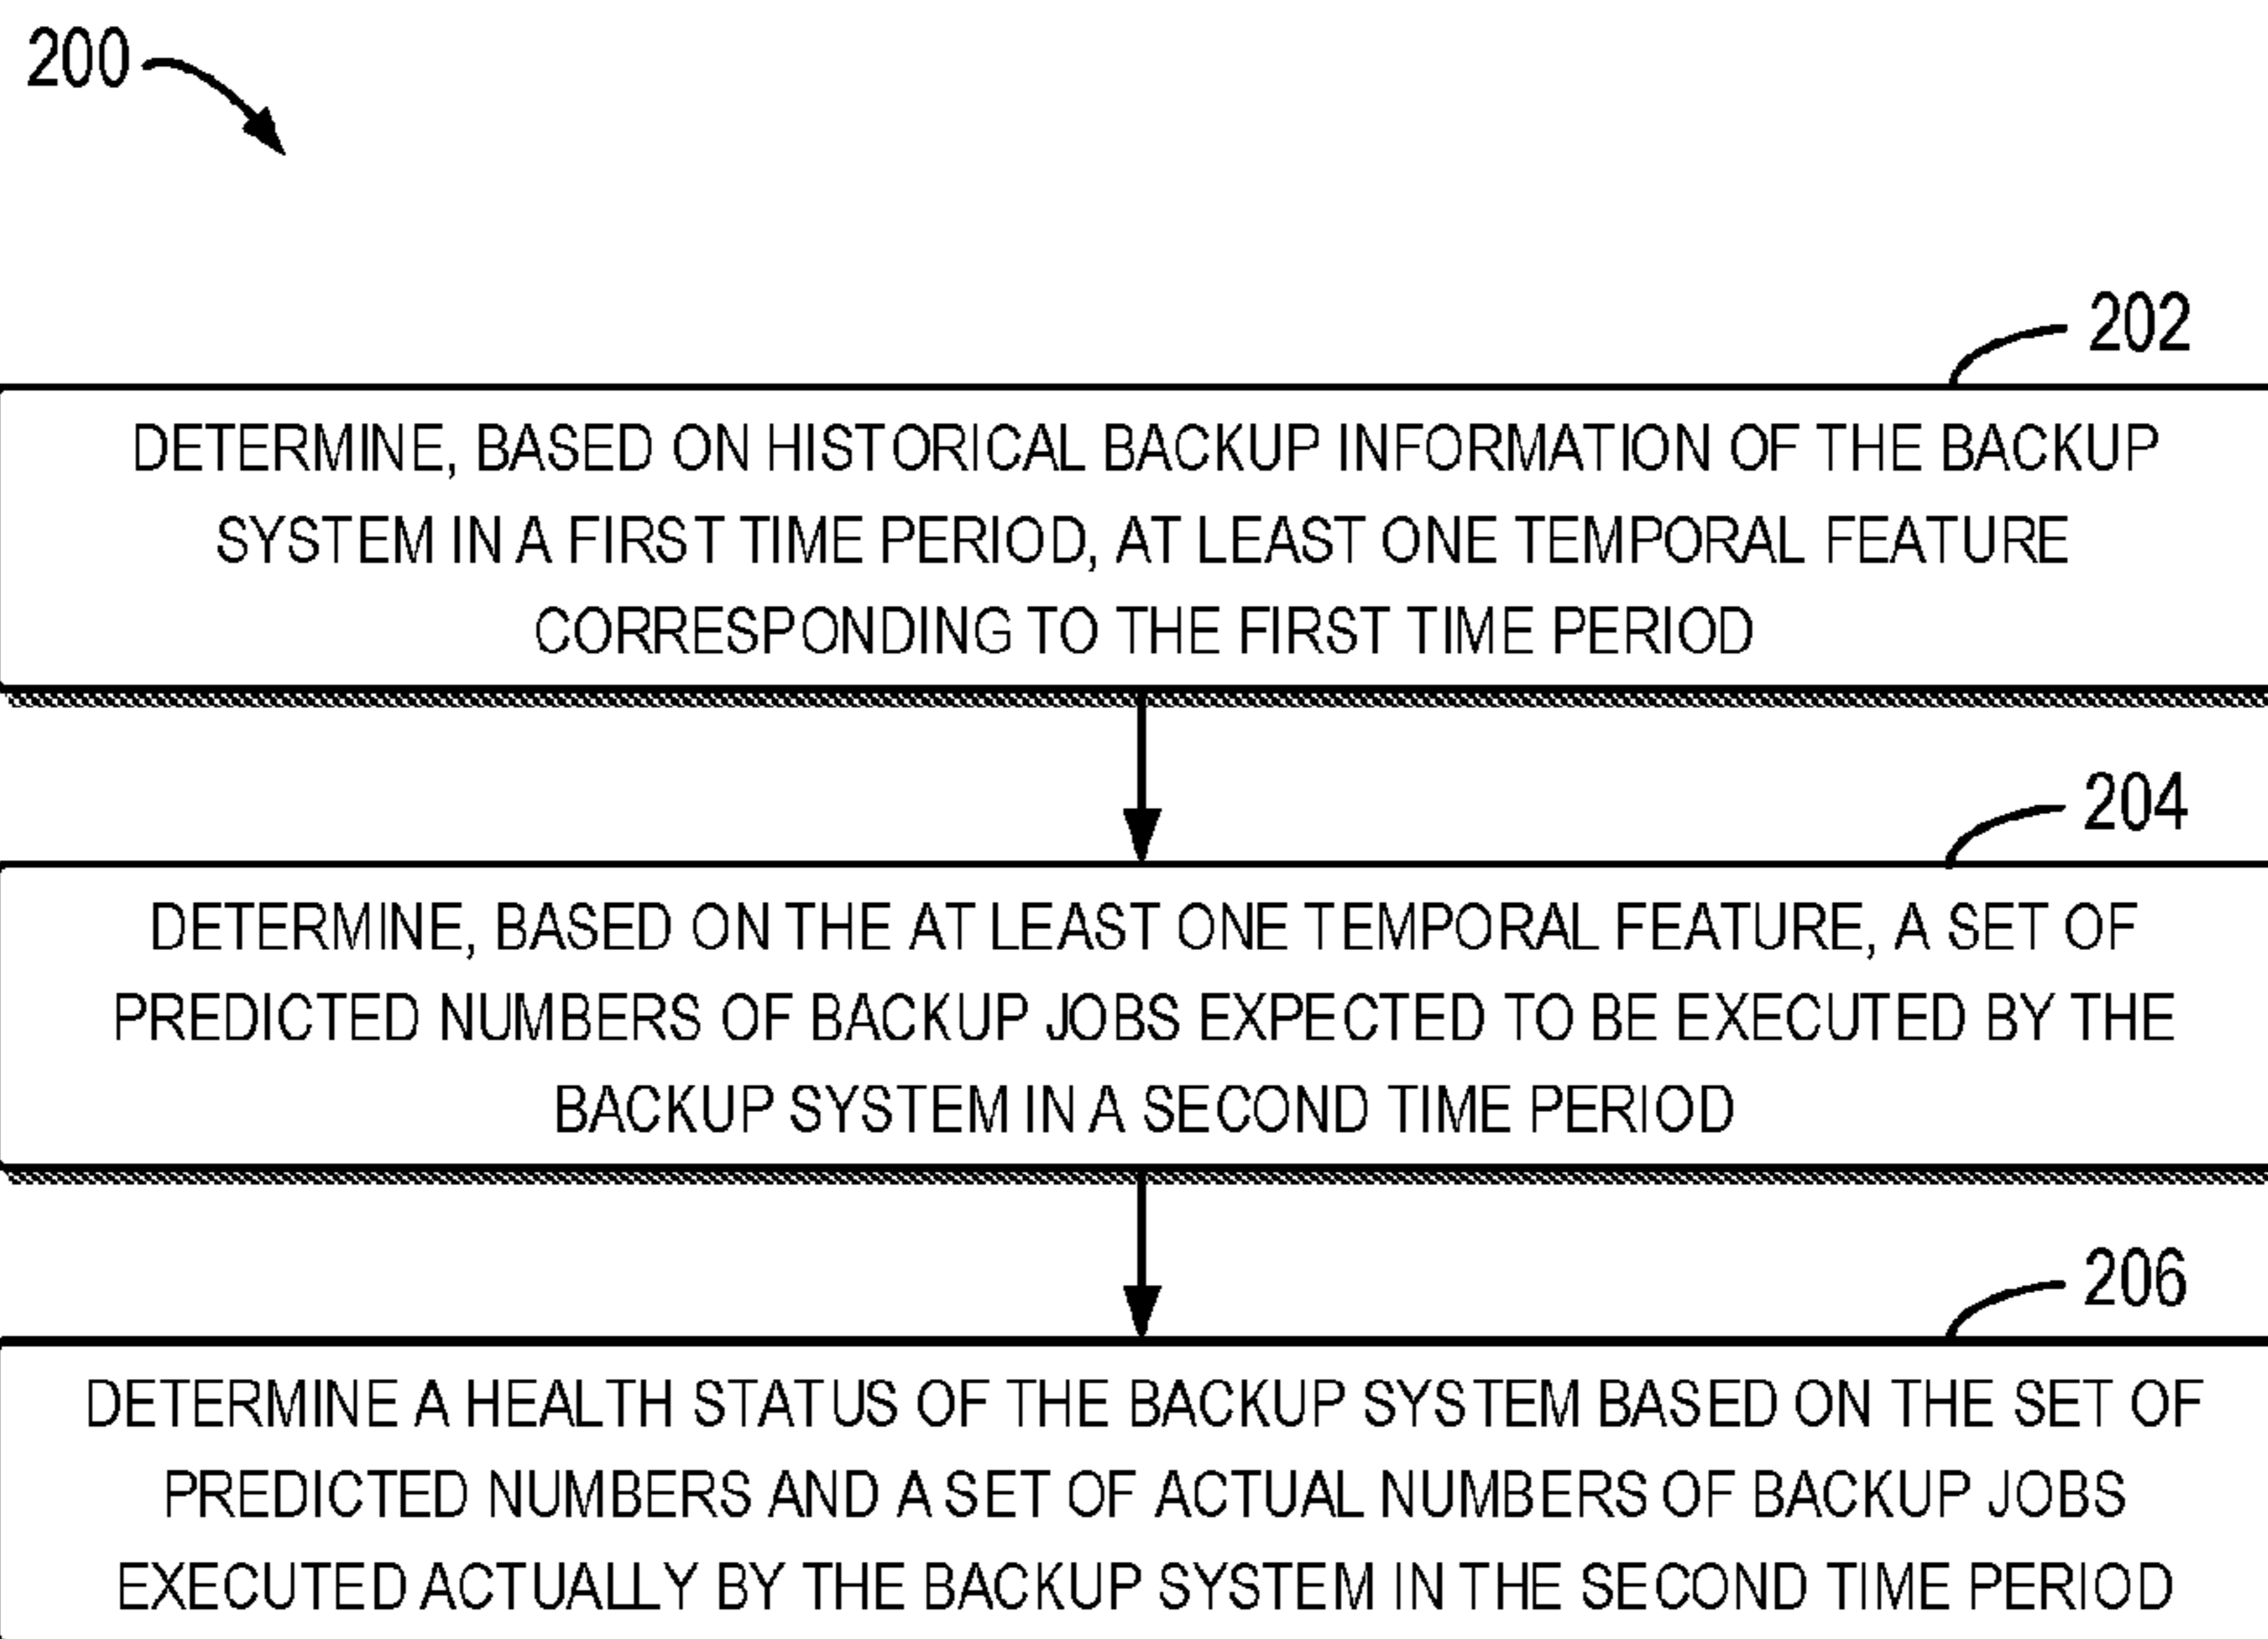 200
202
DETERMINE, BASED ON HISTORICAL BACKUP INFORMATION OF THE BACKUP
SYSTEM IN A FIRST TIME PERIOD, AT LEAST ONE TEMPORAL FEATURE
CORRESPONDING TO THE FIRST TIME PERIOD
204
DETERMINE, BASED ON THE AT LEAST ONE TEMPORAL FEATURE, A SET OF
PREDICTED NUMBERS OF BACKUP JOBS EXPECTED TO BE EXECUTED BY THE
BACKUP SYSTEM IN A SECOND TIME PERIOD
206
DETERMINE A HEALTH STATUS OF THE BACKUP SYSTEM BASED ON THE SET OF
PREDICTED NUMBERS AND A SET OF ACTUAL NUMBERS OF BACKUP JOBS
EXECUTED ACTUALLY BY THE BACKUP SYSTEM IN THE SECOND TIME PERIOD